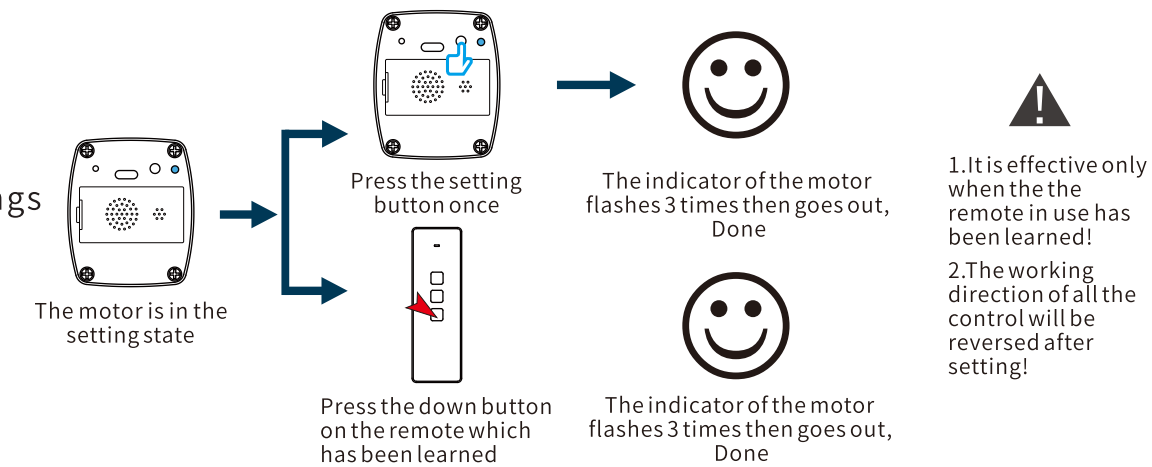 The motor is in the
setting state
Press the setting
button once
The indicator of the motor
flashes 3 times then goes out,
Done
Press the down button
on the remote which
has been learned
The indicator of the motor
flashes 3 times then goes out,
Done
1.It is effective only
when the the
remote in use has
been learned!
2.The working
direction of all the
control will be
reversed after
setting!